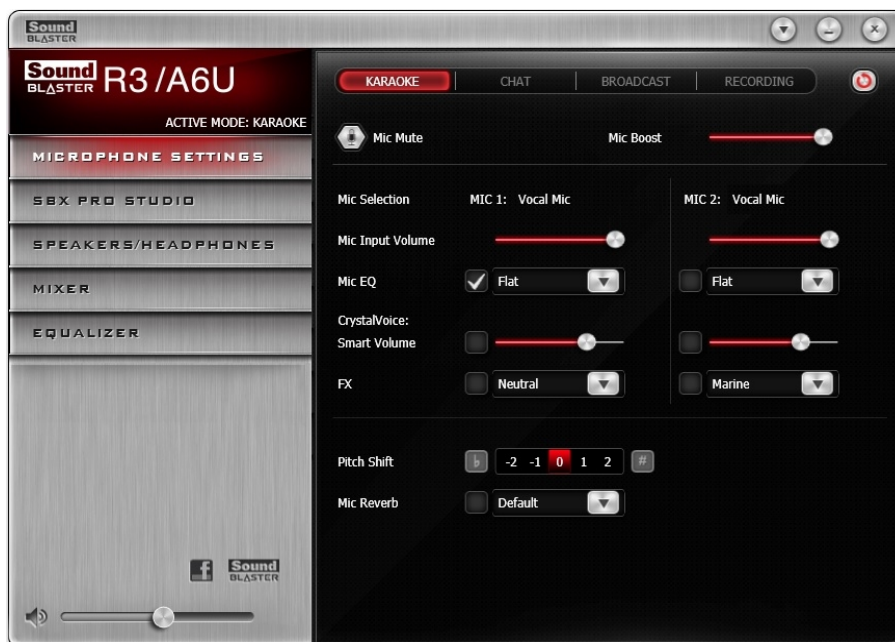 Sound
BLASTER
Sound
BLASTER R3 /A6U
ACTIVE MODE: KARAOKE
MICROPHONE SETTINGS
SBX PRO STUDIO
SPEAKERS/HEADPHONES
MIXER
EQUALIZER
f Sound
BLASTER
KARAOKE CHAT BROADCAST RECORDING
Mic Mute Mic Boost
Mic Selection MIC 1: Vocal Mic MIC 2: Vocal Mic
Mic Input Volume
Mic EQ Flat Flat
CrystalVoice:
Smart Volume
FX Neutral Marine
Pitch Shift b -2 -1 0 1 2 #
Mic Reverb Default